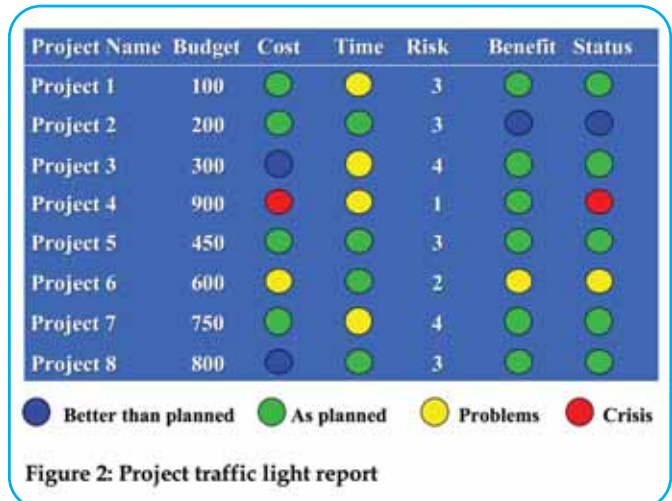 Project Name Budget Cost Time Risk Benefit Status
Project 1 100 3
Project 2 200 3
Project 3 300 4
Project 4 900 1
Project 5 450 3
Project 6 600 2
Project 7 750 4
Project 8 800 3
Better than planned As planned Problems Crisis
Figure 2: Project traffic light report